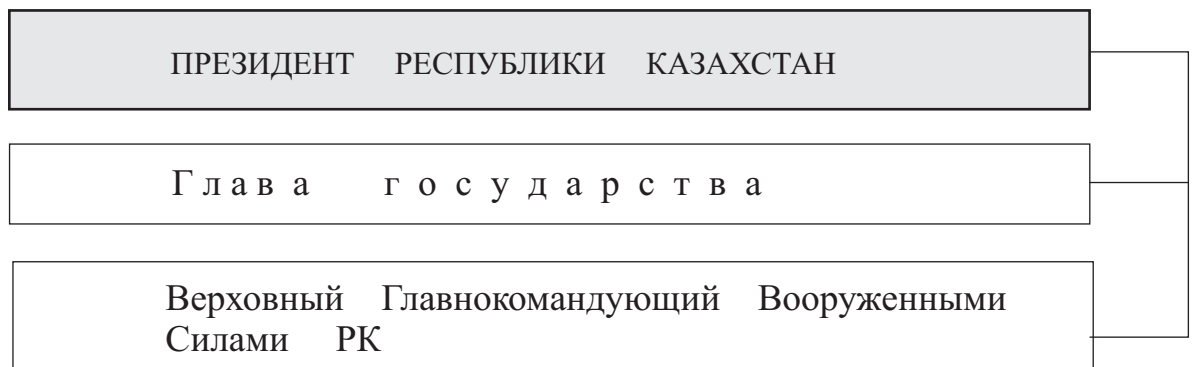 ПРЕЗИДЕНТ РЕСПУБЛИКИ КАЗАХСТАН
Глава государства
Верховный Главнокомандующий Вооруженными
Силами РК